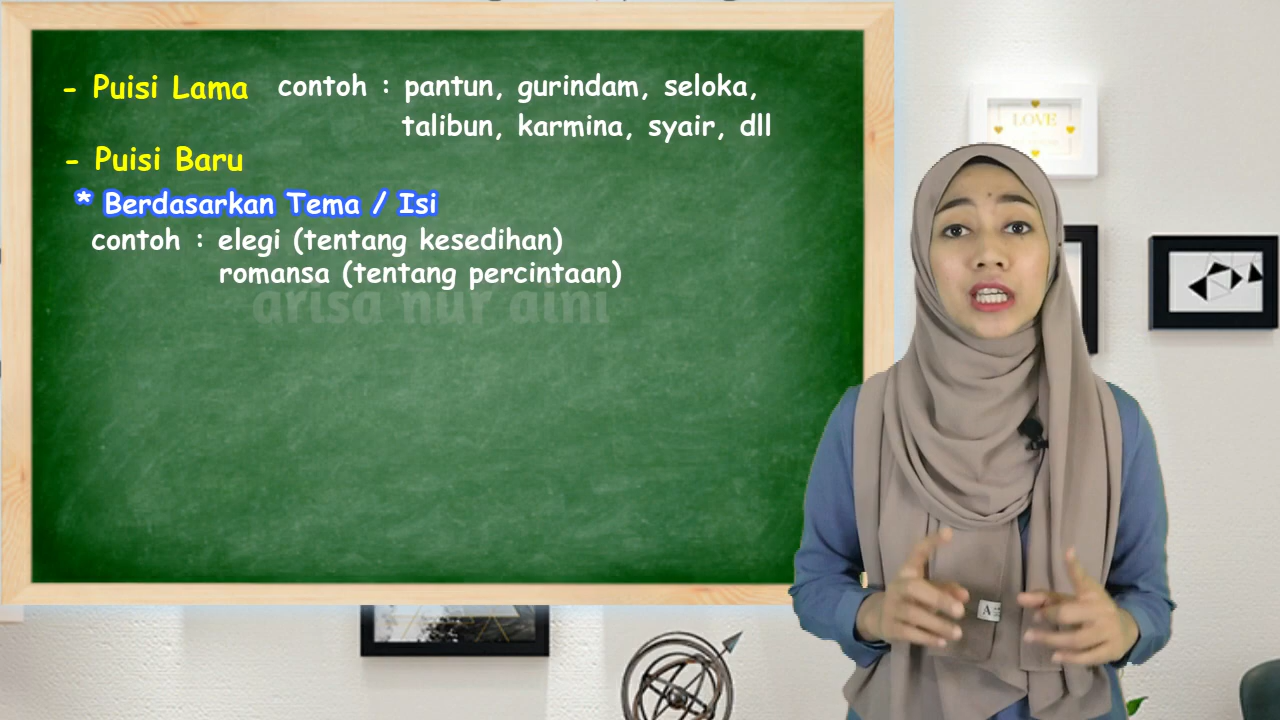 - Puisi Lama contoh : pantun, gurindam, seloka,
talibun, karmina, syair, dll
- Puisi Baru
* Berdasarkan Tema / Isi
contoh : elegi (tentang kesedihan)
romansa (tentang percintaan)
arisa nur aini
LOVE
A